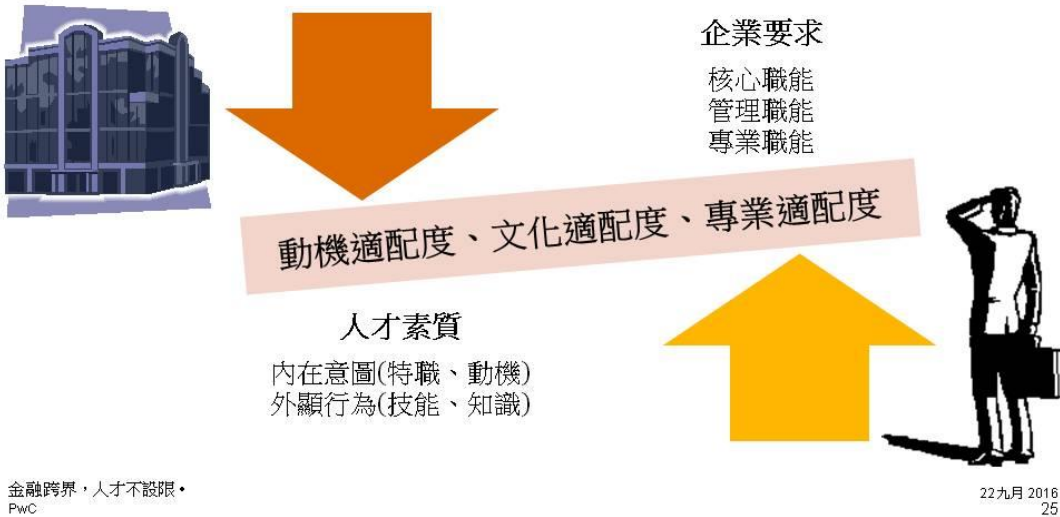 企業要求
核心職能
管理職能
專業職能
動機適配度、文化適配度、專業適配度
人才素質
內在意圖(特職、動機)
外顯行為(技能、知識)
金融跨界，人才不設限•
PwC
22九月 2016
25